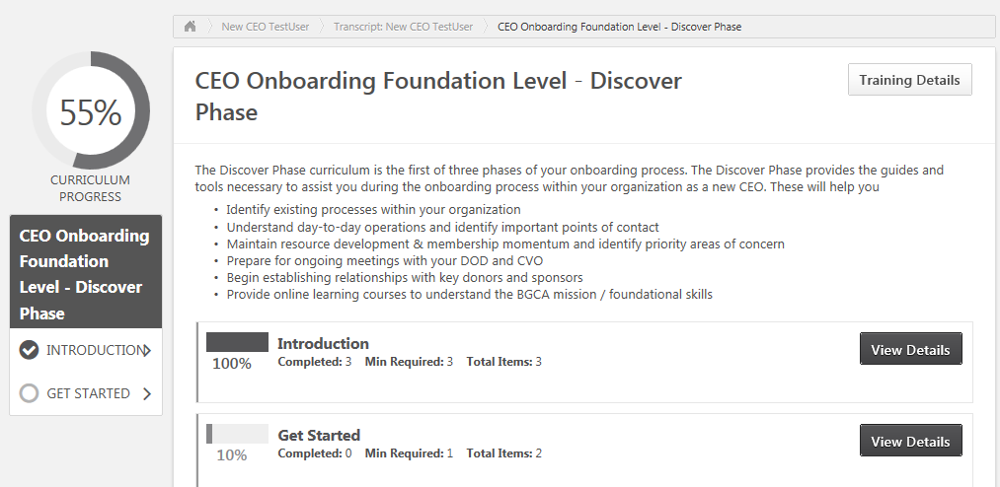 New CEO TestUser
Transcript: New CEO TestUser
CEO Onboarding Foundation Level - Discover Phase
55%
CURRICULUM
PROGRESS
CEO Onboarding
Foundation
Level - Discover
Phase
INTRODUCTION
GET STARTED
CEO Onboarding Foundation Level - Discover
Phase
Training Details
The Discover Phase curriculum is the first of three phases of your onboarding process. The Discover Phase provides the guides and
tools necessary to assist you during the onboarding process within your organization as a new CEO. These will help you
• Identify existing processes within your organization
• Understand day-to-day operations and identify important points of contact
• Maintain resource development & membership momentum and identify priority areas of concern
• Prepare for ongoing meetings with your DOD and CVO
• Begin establishing relationships with key donors and sponsors
• Provide online learning courses to understand the BGCA mission / foundational skills
Introduction
100%
Completed: 3 Min Required: 3 Total Items: 3
View Details
Get Started
10%
Completed: 0 Min Required: 1 Total Items: 2
View Details